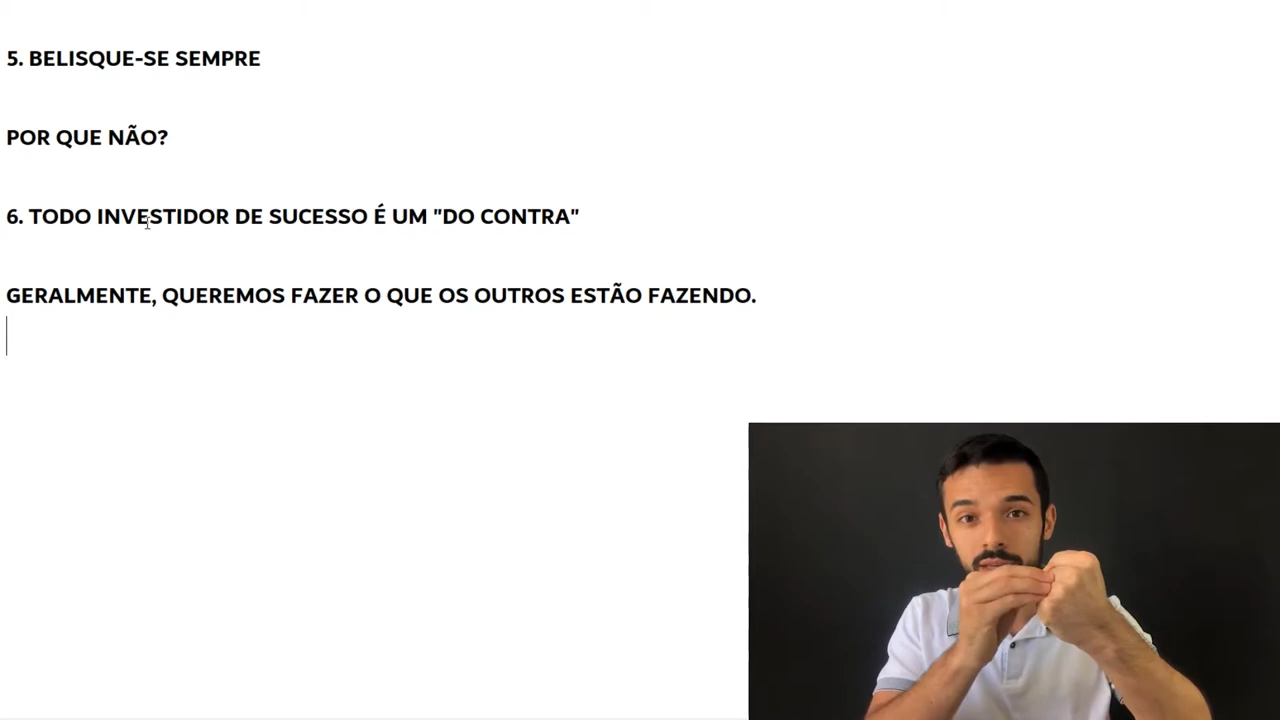 5. BELISQUE-SE SEMPRE
POR QUE NÃO?
6. TODO INVESTIDOR DE SUCESSO É UM "DO CONTRA"
GERALMENTE, QUEREMOS FAZER O QUE OS OUTROS ESTÃO FAZENDO.